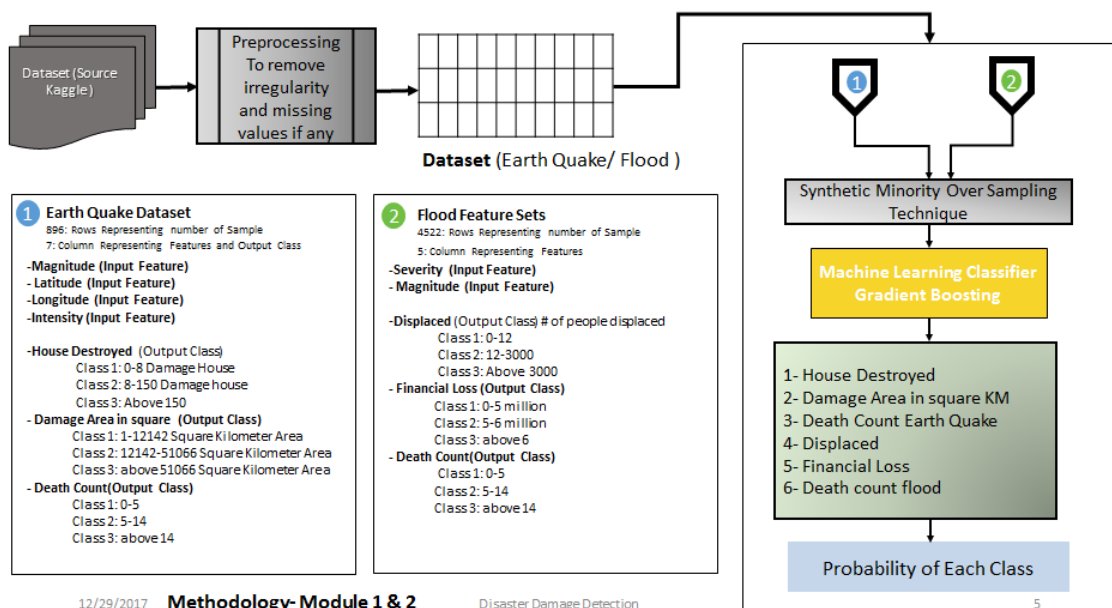 Dataset (Source
Kaggle)
Preprocessing
To remove
irregularity
and missing
values if any
Dataset (Earth Quake/ Flood )
1
Earth Quake Dataset
896: Rows Representing number of Sample
7: Column Representing Features and Output Class
-Magnitude (Input Feature)
- Latitude (Input Feature)
-Longitude (Input Feature)
-Intensity (Input Feature)
-House Destroyed (Output Class)
Class 1: 0-8 Damage House
Class 2: 8-150 Damage house
Class 3: Above 150
- Damage Area in square (Output Class)
Class 1: 1-12142 Square Kilometer Area
Class 2: 12142-51066 Square Kilometer Area
Class 3: above 51066 Square Kilometer Area
- Death Count(Output Class)
Class 1: 0-5
Class 2: 5-14
Class 3: above 14
2
Flood Feature Sets
4522: Rows Representing number of Sample
5: Column Representing Features
-Severity (Input Feature)
- Magnitude (Input Feature)
-Displaced (Output Class) # of people displaced
Class 1: 0-12
Class 2: 12-3000
Class 3: Above 3000
- Financial Loss (Output Class)
Class 1: 0-5 million
Class 2: 5-6 million
Class 3: above 6
- Death Count(Output Class)
Class 1: 0-5
Class 2: 5-14
Class 3: above 14
1
2
Synthetic Minority Over Sampling
Technique
Machine Learning Classifier
Gradient Boosting
1- House Destroyed
2- Damage Area in square KM
3- Death Count Earth Quake
4- Displaced
5- Financial Loss
6- Death count flood
Probability of Each Class
12/29/2017
Methodology- Module 1 & 2
Disaster Damage Detection
5